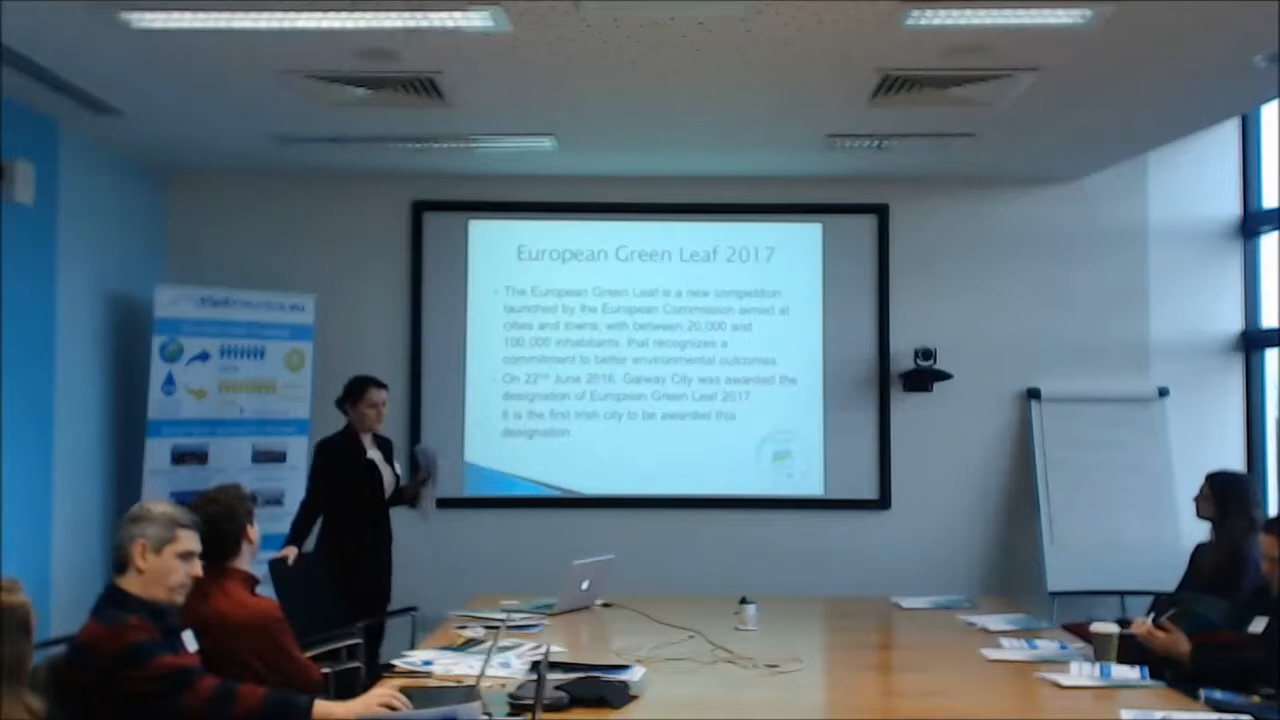 European Green Leaf 2017
The European Green Leaf is a new competition
launched by the European Commission aimed at
cities and towns, with between 20,000 and
100,000 inhabitants, that recognizes a
commitment to better environmental outcomes.
On 22nd June 2016, Galway City was awarded the
designation of European Green Leaf 2017
It is the first Irish city to be awarded this
designation